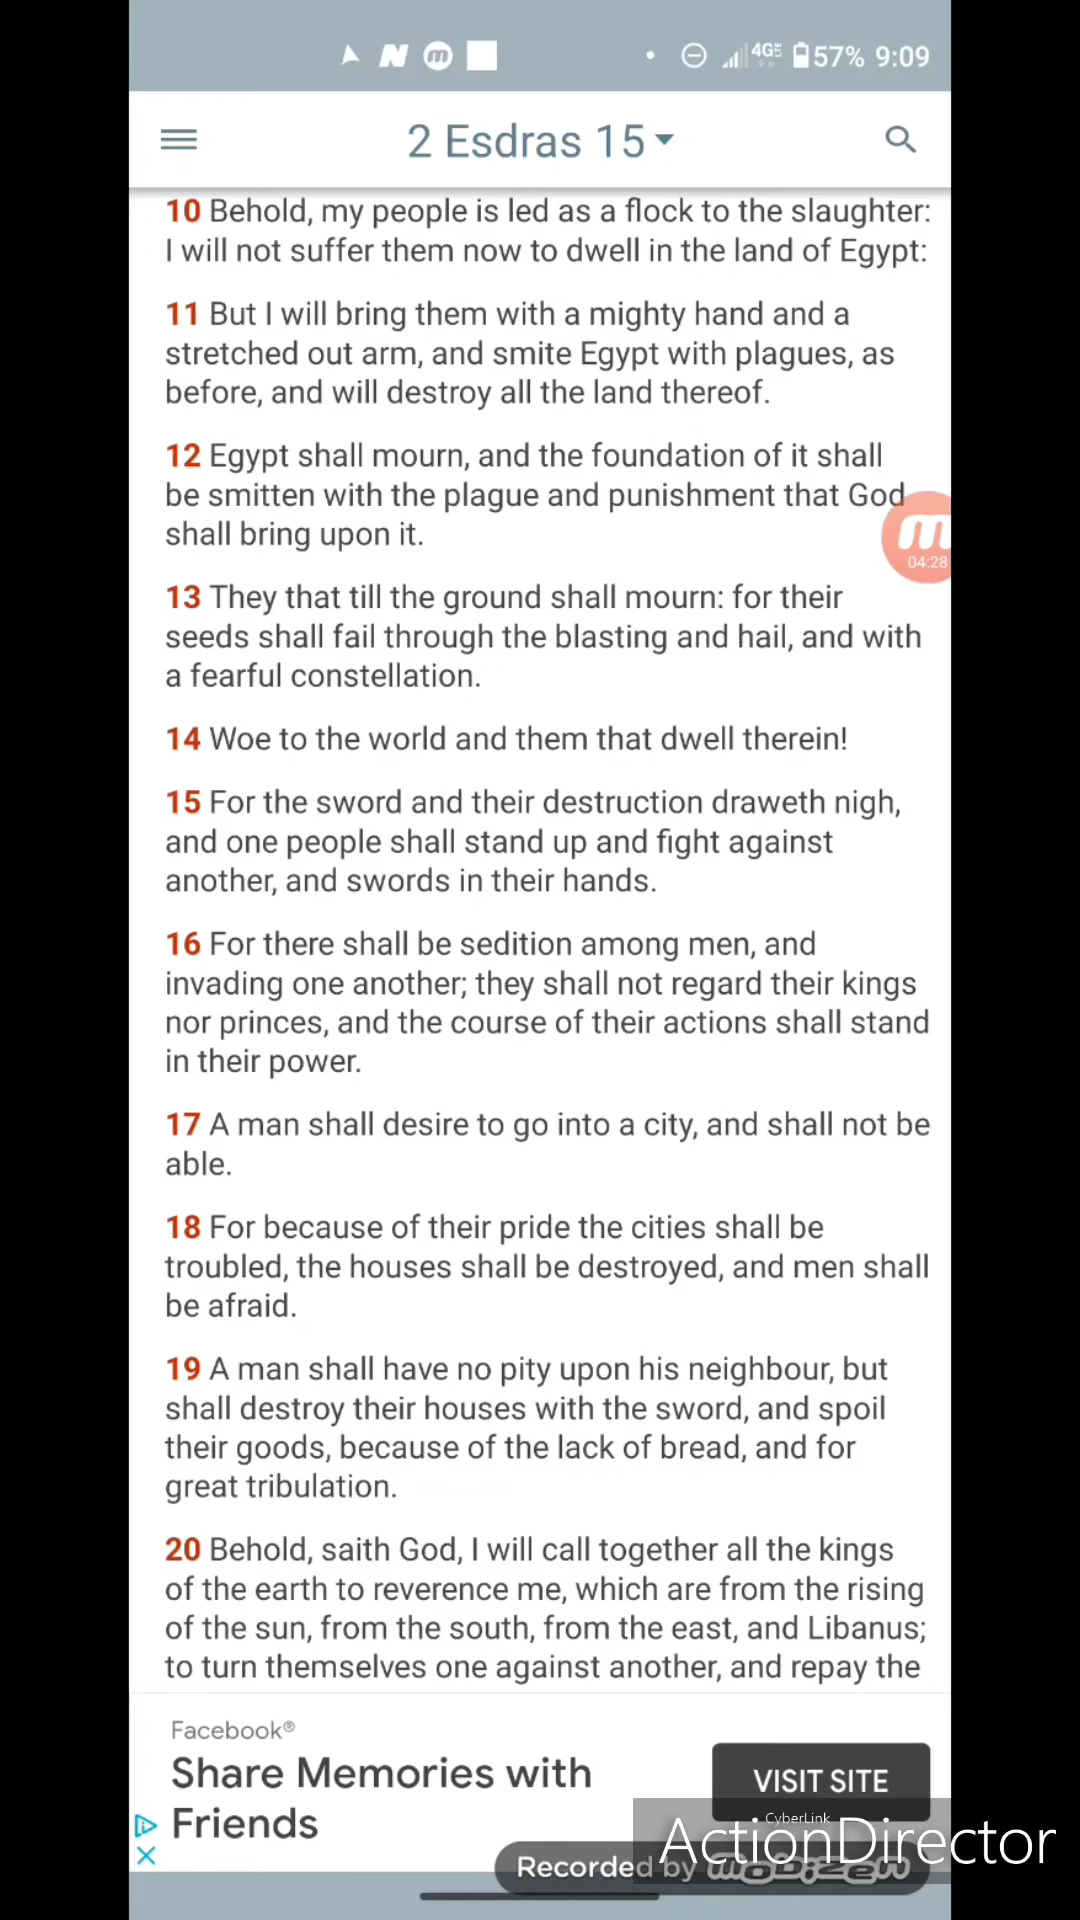 4G 57% 9:09
2 Esdras 15
10 Behold, my people is led as a flock to the slaughter:
I will not suffer them now to dwell in the land of Egypt:
11 But I will bring them with a mighty hand and a
stretched out arm, and smite Egypt with plagues, as
before, and will destroy all the land thereof.
12 Egypt shall mourn, and the foundation of it shall
be smitten with the plague and punishment that God
shall bring upon it.
m
04:28
13 They that till the ground shall mourn: for their
seeds shall fail through the blasting and hail, and with
a fearful constellation.
14 Woe to the world and them that dwell therein!
15 For the sword and their destruction draweth nigh,
and one people shall stand up and fight against
another, and swords in their hands.
16 For there shall be sedition among men, and
invading one another; they shall not regard their kings
nor princes, and the course of their actions shall stand
in their power.
17 A man shall desire to go into a city, and shall not be
able.
18 For because of their pride the cities shall be
troubled, the houses shall be destroyed, and men shall
be afraid.
19 A man shall have no pity upon his neighbour, but
shall destroy their houses with the sword, and spoil
their goods, because of the lack of bread, and for
great tribulation.
20 Behold, saith God, I will call together all the kings
of the earth to reverence me, which are from the rising
of the sun, from the south, from the east, and Libanus;
to turn themselves one against another, and repay the
Facebook®
Share Memories with
Friends
VISIT SITE
CyberLink
ActionDirector
Recorded by mobizen